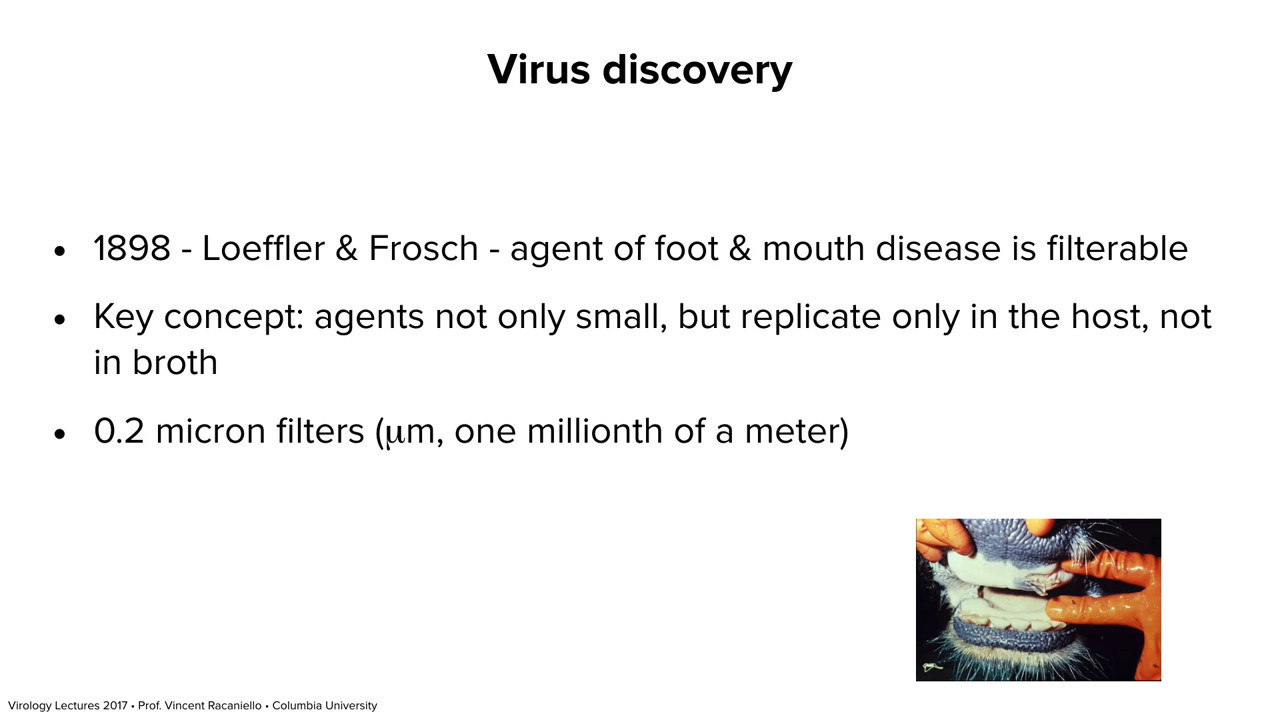 Virus discovery
• 1898 - Loeffler & Frosch - agent of foot & mouth disease is filterable
• Key concept: agents not only small, but replicate only in the host, not
in broth
• 0.2 micron filters (μm, one millionth of a meter)
Virology Lectures 2017 • Prof. Vincent Racaniello • Columbia University